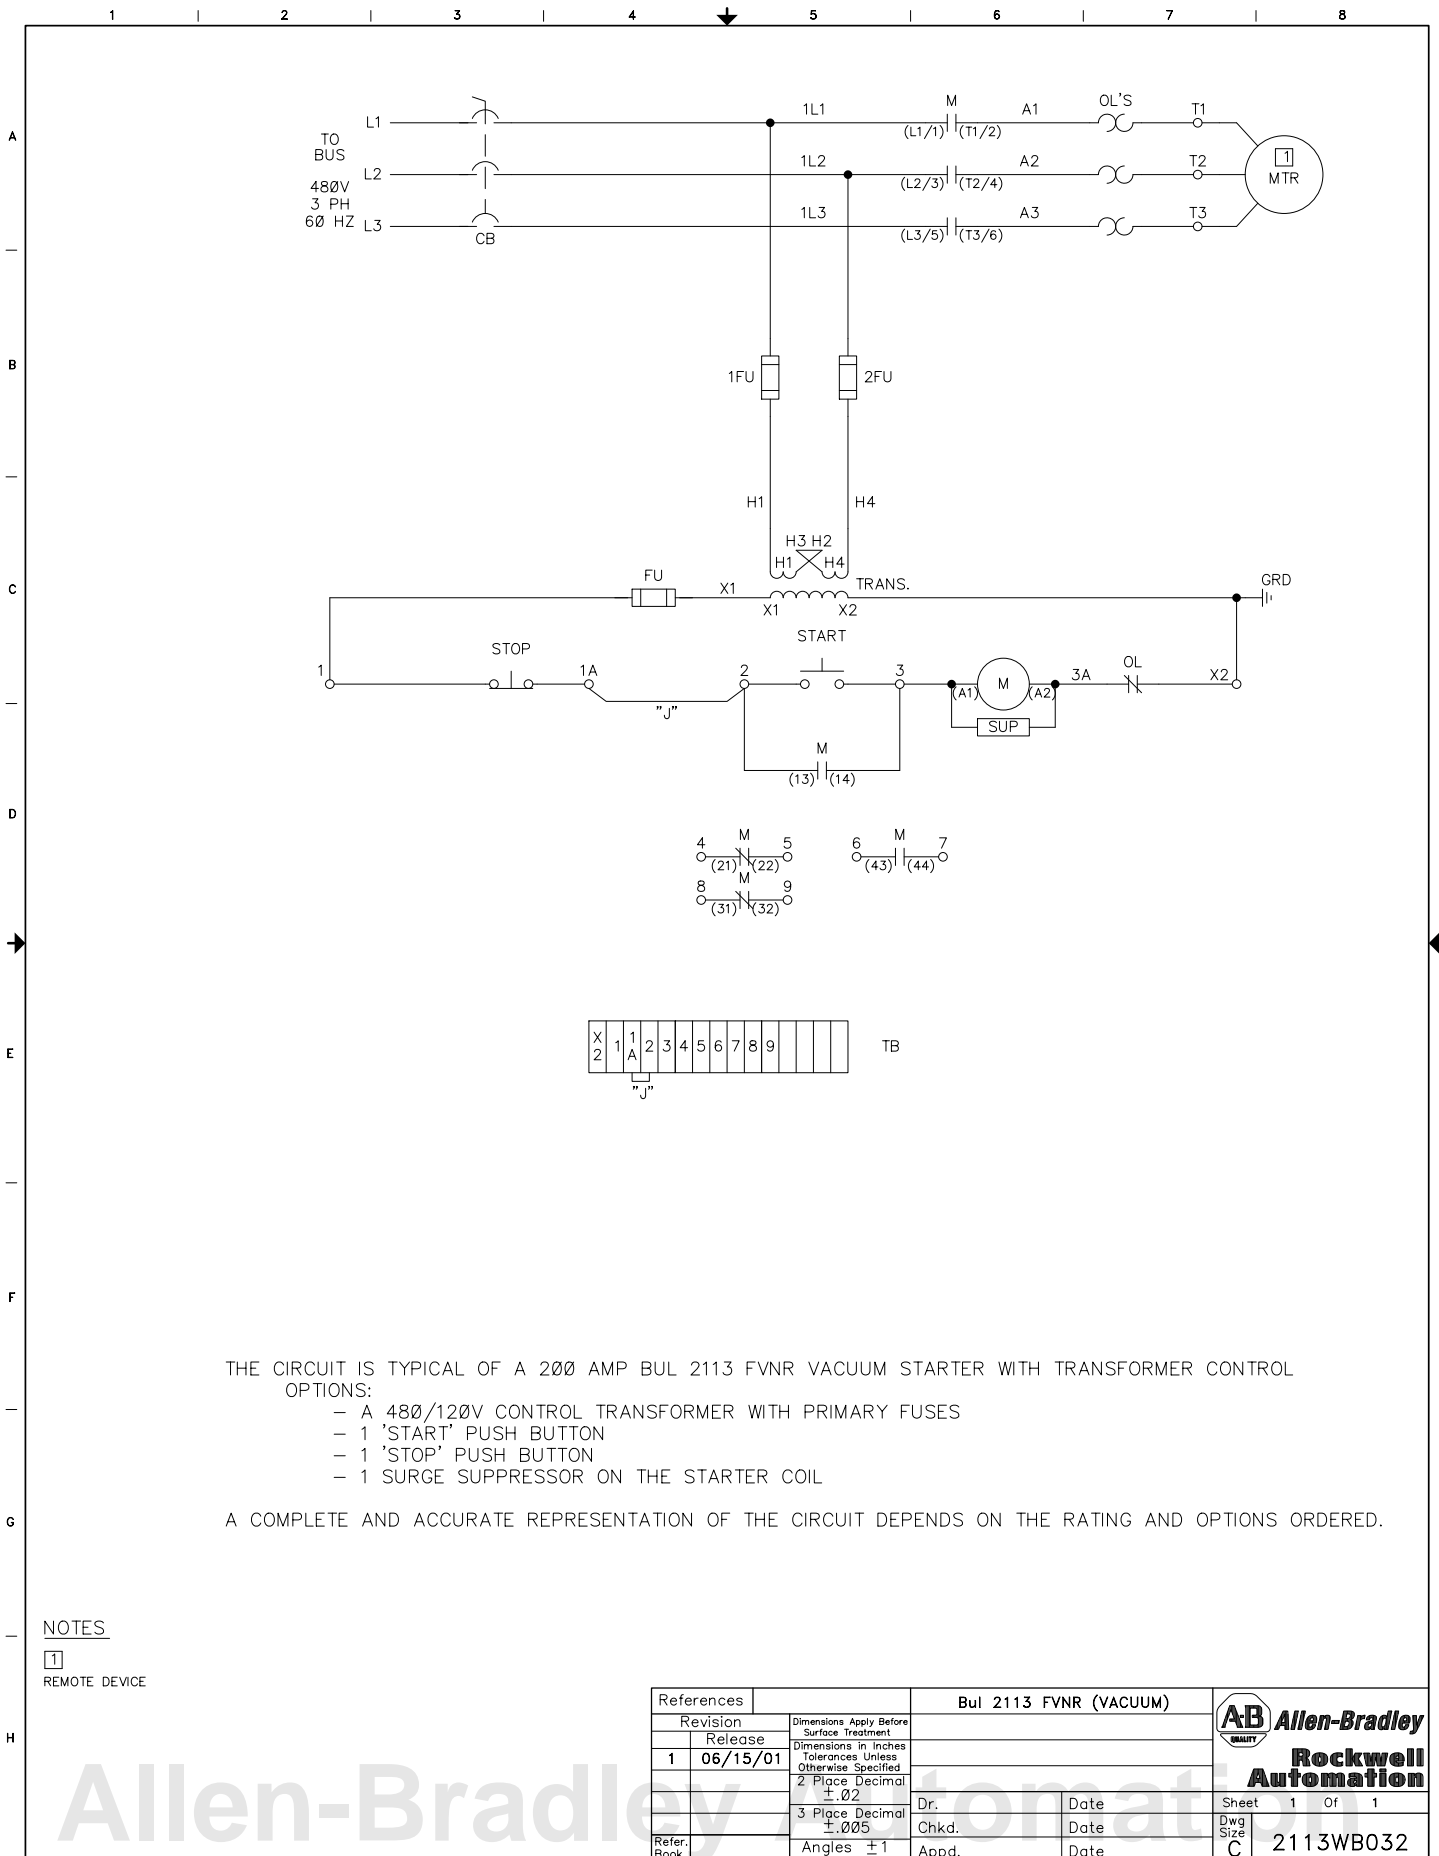 1 2 3 4 5 6 7 8
A
B
C
D
E
F
G
H
TO
BUS
480V
3 PH
60 HZ
L1
L2
L3
CB
1L1
1L2
1L3
M
(L1/1) (T1/2)
(L2/3) (T2/4)
(L3/5) (T3/6)
A1
A2
A3
OL'S
T1
T2
T3
1
MTR
1FU
2FU
H1
H4
H3 H2
H1 H4
TRANS.
FU
X1
X1
X2
GRD
STOP
START
1
1A
"J"
2
3
(A1) M (A2)
SUP
3A
OL
X2
M
(13) (14)
4 M 5
(21) (22)
6 M 7
(43) (44)
8 M 9
(31) (32)
X2 1 1A 2 3 4 5 6 7 8 9
TB
"J"
THE CIRCUIT IS TYPICAL OF A 200 AMP BUL 2113 FVNR VACUUM STARTER WITH TRANSFORMER CONTROL
OPTIONS:
– A 480/120V CONTROL TRANSFORMER WITH PRIMARY FUSES
– 1 'START' PUSH BUTTON
– 1 'STOP' PUSH BUTTON
– 1 SURGE SUPPRESSOR ON THE STARTER COIL
A COMPLETE AND ACCURATE REPRESENTATION OF THE CIRCUIT DEPENDS ON THE RATING AND OPTIONS ORDERED.
NOTES
1
REMOTE DEVICE
References
Revision
Release
1 06/15/01
Refer.
Book
Dimensions Apply Before
Surface Treatment
Dimensions in Inches
Tolerances Unless
Otherwise Specified
2 Place Decimal
±.02
3 Place Decimal
±.005
Angles ±1
Bul 2113 FVNR (VACUUM)
Dr. Date
Chkd. Date
Appd. Date
A-B
QUALITY
Allen-Bradley
Rockwell
Automation
Sheet 1 Of 1
Dwg
Size
C
2113WB032
Allen-Bradley Automation